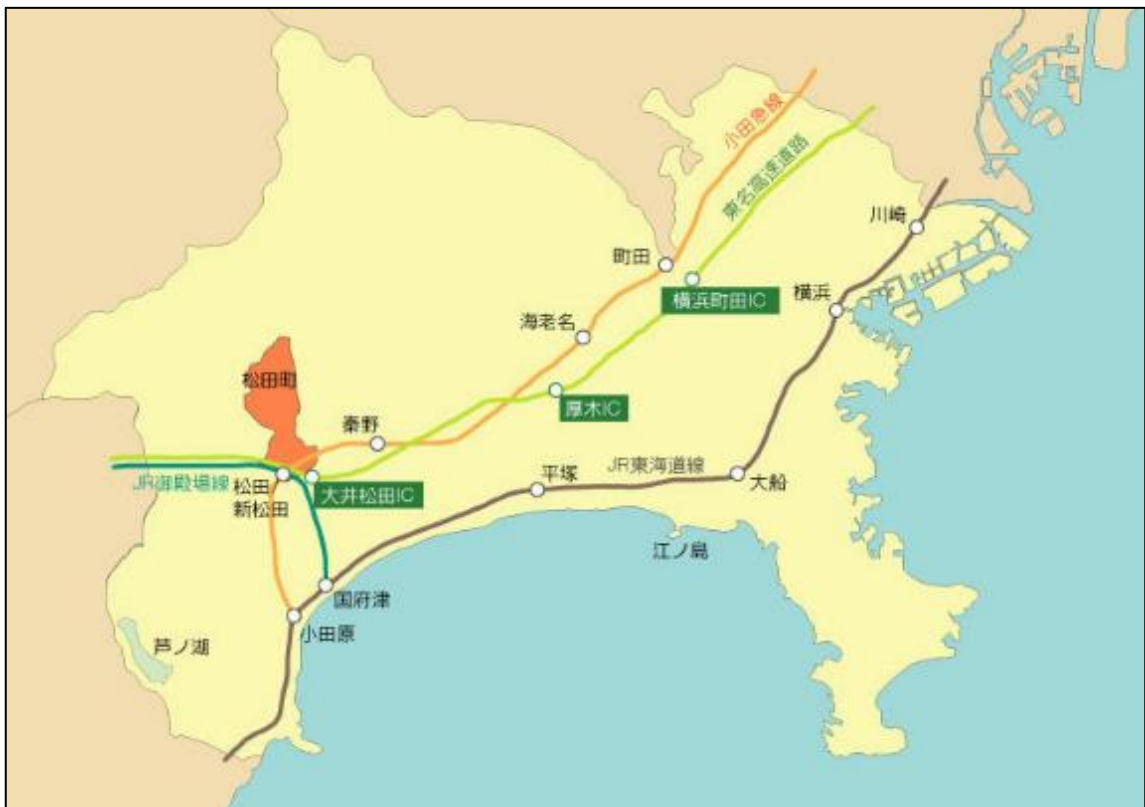 小田急線
東名高速道路
川崎
町田
横浜町田IC
横浜
海老名
松田町
厚木IC
秦野
JR東海道線
平塚
大船
JR御殿場線
松田
新松田
大井松田IC
江ノ島
国府津
小田原
芦ノ湖